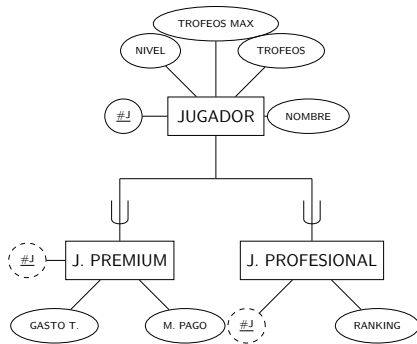 TROFEOS MAX
NIVEL
TROFEOS
#J
JUGADOR
NOMBRE
#J
J. PREMIUM
J. PROFESIONAL
GASTO T.
M. PAGO
#J
RANKING